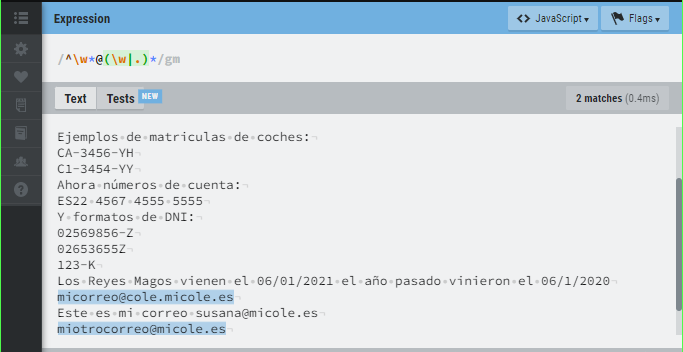 Expression
<> JavaScript
Flags
/^\w*@(\w|.)*/gm
Text
Tests
NEW
2 matches (0.4ms)
Ejemplos de matriculas de coches:
CA-3456-YH
C1-3454-YY
Ahora números de cuenta:
ES22 4567 4555 5555
Y formatos de DNI:
02569856-Z
02653655Z
123-K
Los Reyes Magos vienen el 06/01/2021 el año pasado vinieron el 06/1/2020
micorreo@cole.micole.es
Este es mi correo susana@micole.es
miotrocorreo@micole.es